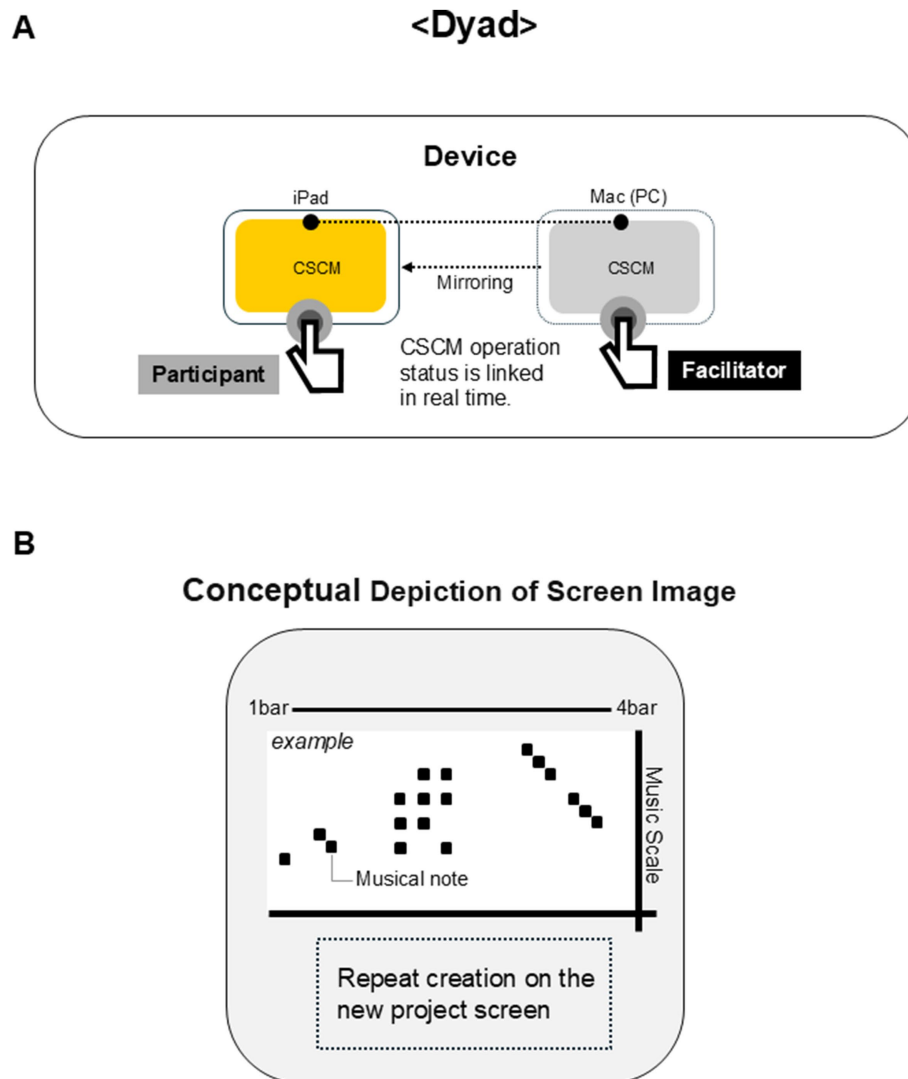 A
<Dyad>
Device
iPad
Mac (PC)
CSCM
CSCM
Mirroring
CSCM operation
status is linked
in real time.
Participant
Facilitator
B
Conceptual Depiction of Screen Image
1bar
4bar
example
Music Scale
Musical note
Repeat creation on the
new project screen